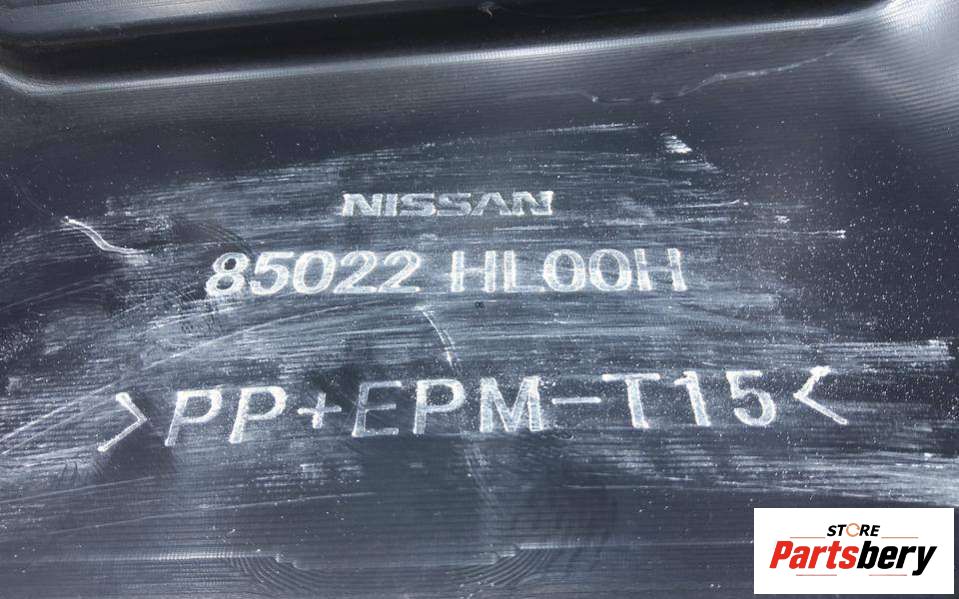 NISSAN
85022 HL00H
>PP+EPM-T15<
STORE
Partsbery